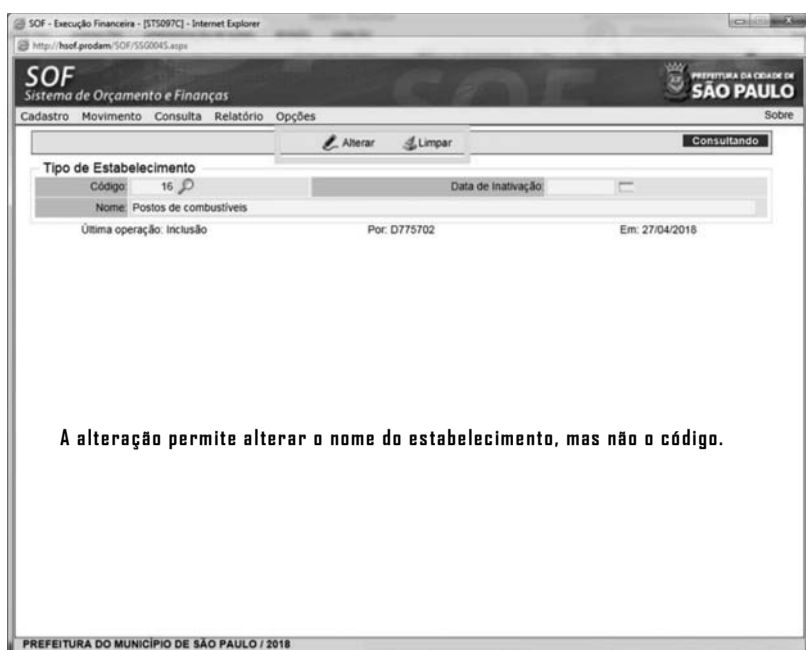 SOF - Execução Financeira - [STS097C] - Internet Explorer
http://hsof.prodam/SOF/SSG0045.aspx
SOF
Sistema de Orçamento e Finanças
PREFEITURA DA CIDADE DE
SÃO PAULO
Cadastro Movimento Consulta Relatório Opções Sobre
Alterar Limpar Consultando
Tipo de Estabelecimento
Código: 16 Data de Inativação:
Nome: Postos de combustíveis
Última operação: Inclusão Por: D775702 Em: 27/04/2018
A alteração permite alterar o nome do estabelecimento, mas não o código.
PREFEITURA DO MUNICÍPIO DE SÃO PAULO / 2018